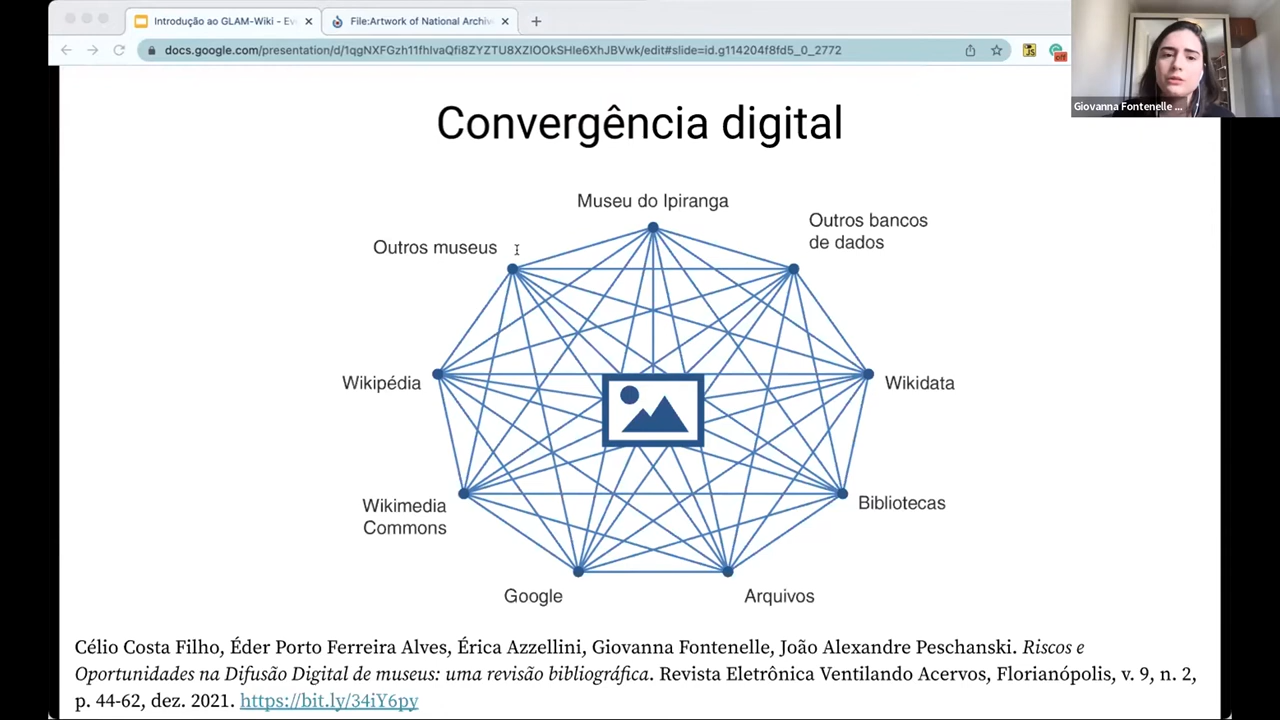 Introdução ao GLAM-Wiki - Ev
File:Artwork of National Archiv
docs.google.com/presentation/d/1qgNXFGzh11fhIvaQfi8ZYZTU8XZIOOkSHIe6XhJBVwk/edit#slide=id.g114204f8fd5_0_2772
JS
off
Giovanna Fontenelle ...
Convergência digital
Museu do Ipiranga
Outros bancos
de dados
Outros museus
Wikipédia
Wikidata
Wikimedia
Commons
Bibliotecas
Google
Arquivos
Célio Costa Filho, Éder Porto Ferreira Alves, Érica Azzellini, Giovanna Fontenelle, João Alexandre Peschanski. Riscos e
Oportunidades na Difusão Digital de museus: uma revisão bibliográfica. Revista Eletrônica Ventilando Acervos, Florianópolis, v. 9, n. 2,
p. 44-62, dez. 2021. https://bit.ly/34iY6py